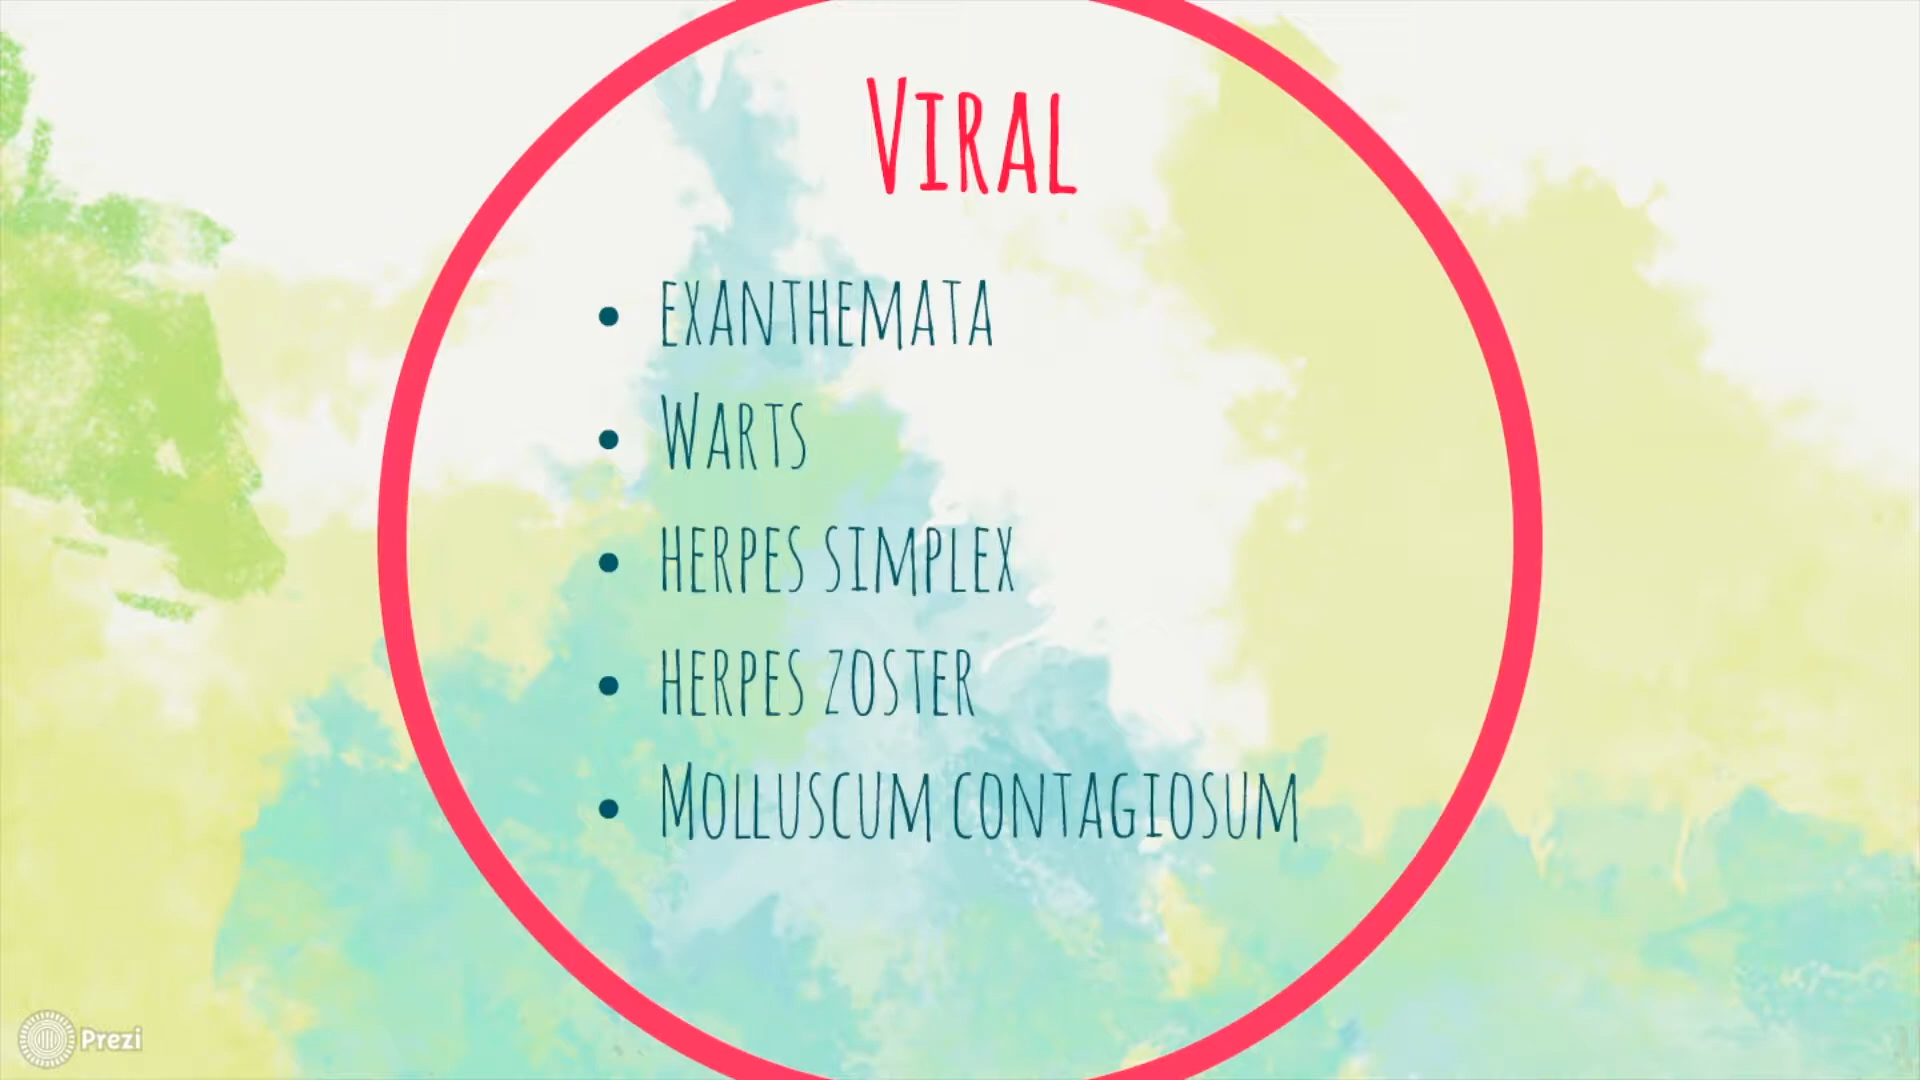 Viral
• exanthemata
• Warts
• herpes simplex
• herpes zoster
• Molluscum contagiosum
Prezi